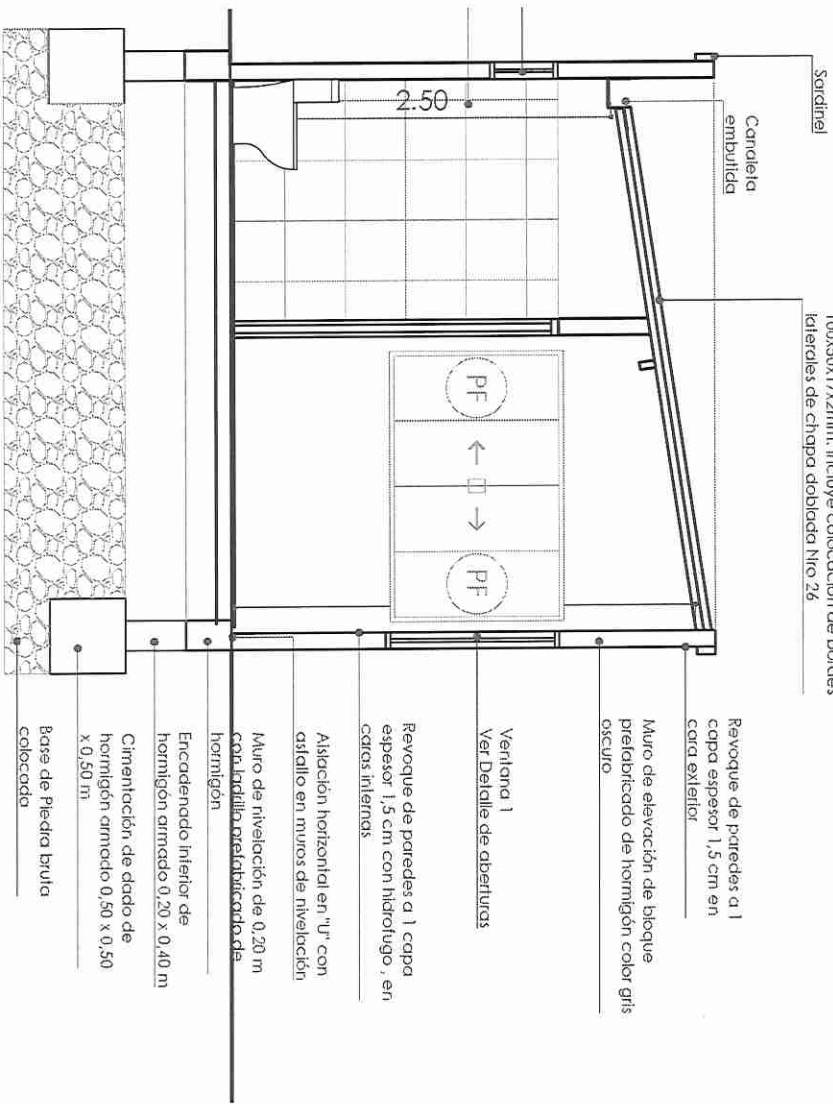 Sardinel
Canaleta
embutida
laterales de chapa doblada Nro 26
2.50
PF
PF
Revoque de paredes a 1
capa espesor 1,5 cm en
cara exterior
Muro de elevación de bloque
prefabricado de hormigón color gris
oscuro
Ventana 1
Ver Detalle de aberturas
Revoque de paredes a 1 capa
espesor 1,5 cm con hidrofugo , en
caras internas
Aislación horizontal en "U" con
asfalto en muros de nivelación
Muro de nivelación de 0,20 m
con ladrillo prefabricado de
hormigón
Encadenado inferior de
hormigón armado 0,20 x 0,40 m
Cimentación de dado de
hormigón armado 0,50 x 0,50
x 0,50 m
Base de Piedra bruta
colocada